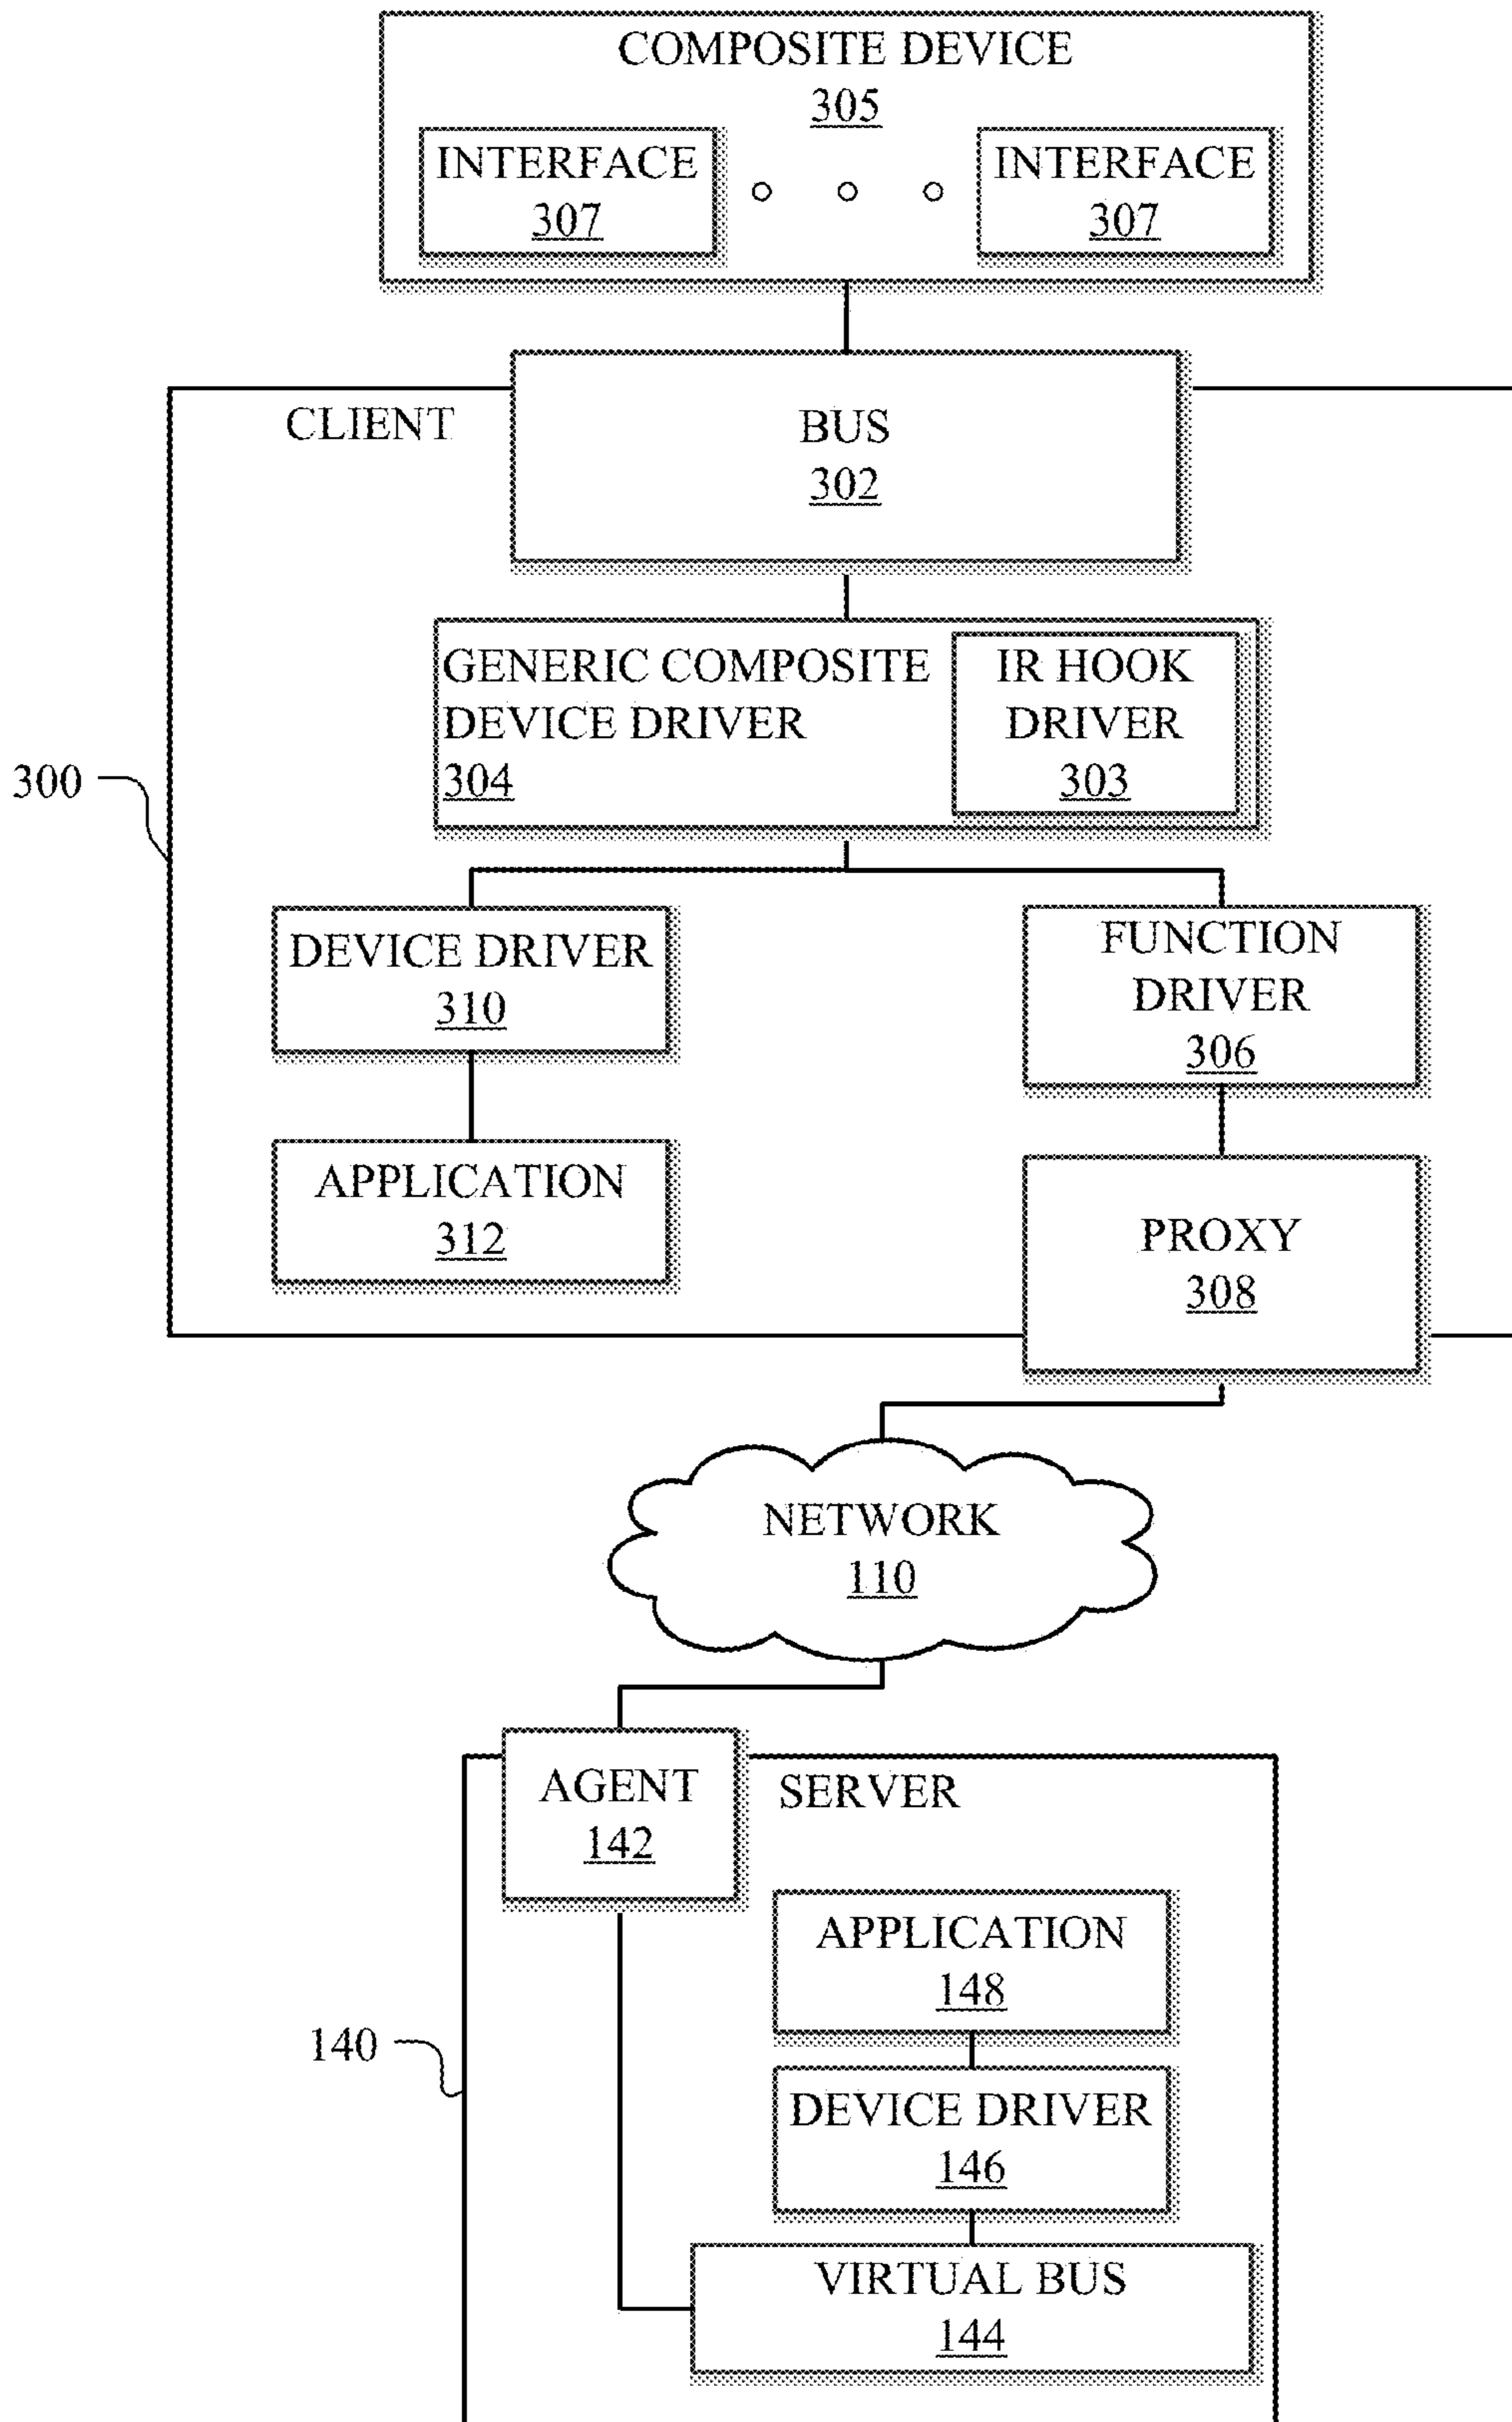 COMPOSITE DEVICE
305
INTERFACE
307
INTERFACE
307
CLIENT
BUS
302
GENERIC COMPOSITE
DEVICE DRIVER
304
IR HOOK
DRIVER
303
300
DEVICE DRIVER
310
FUNCTION
DRIVER
306
APPLICATION
312
PROXY
308
NETWORK
110
AGENT
142
SERVER
APPLICATION
148
140
DEVICE DRIVER
146
VIRTUAL BUS
144